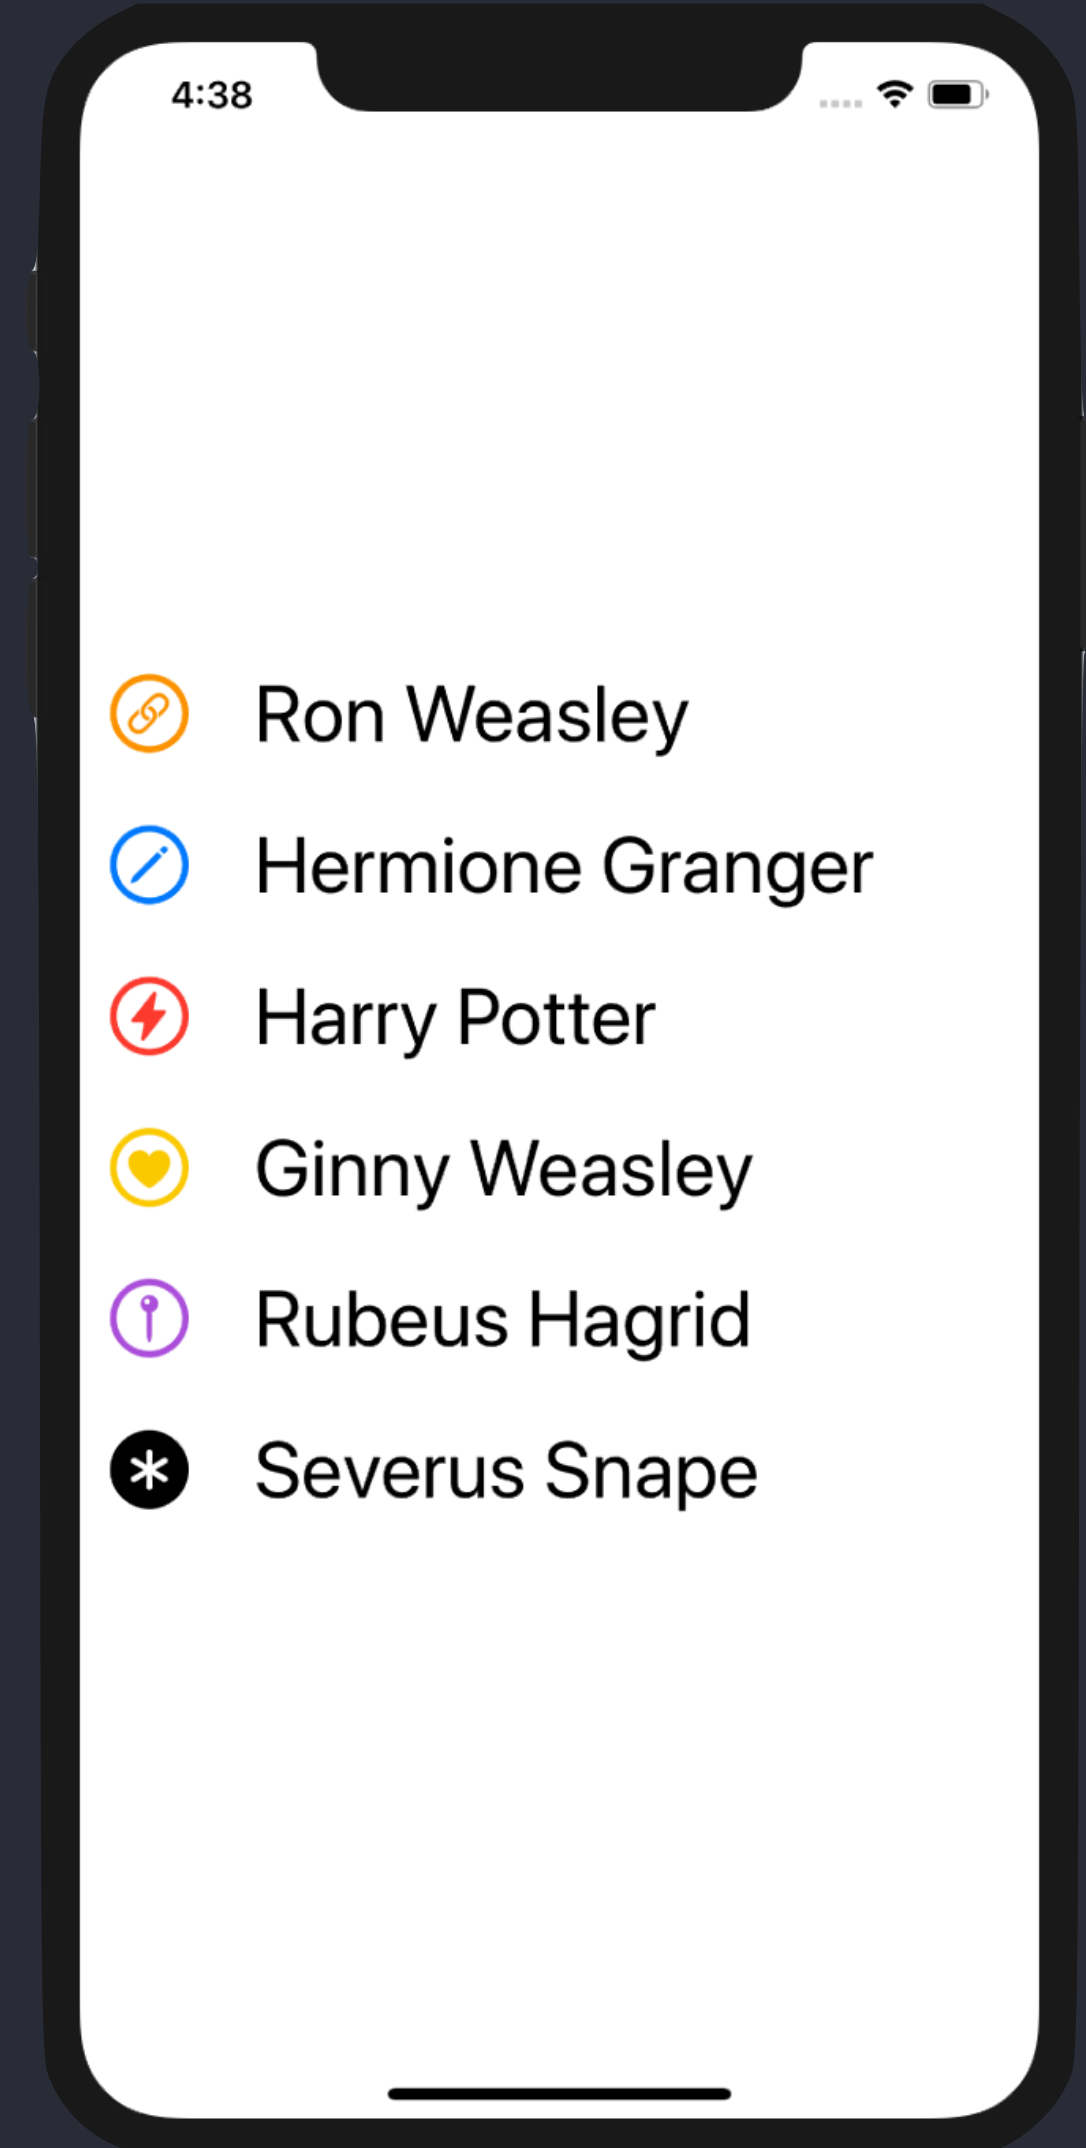 4:38
Ron Weasley
Hermione Granger
Harry Potter
Ginny Weasley
Rubeus Hagrid
Severus Snape